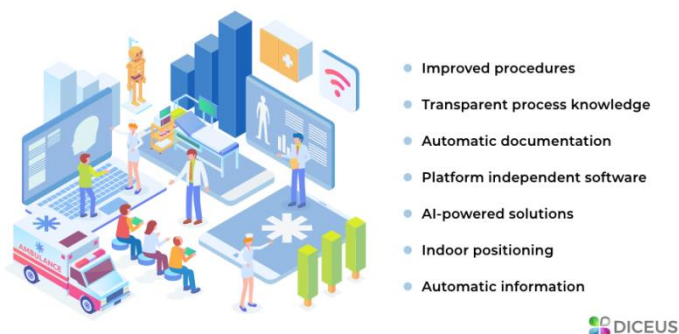 AMBULANCE
Improved procedures
Transparent process knowledge
Automatic documentation
Platform independent software
AI-powered solutions
Indoor positioning
Automatic information
DICEUS